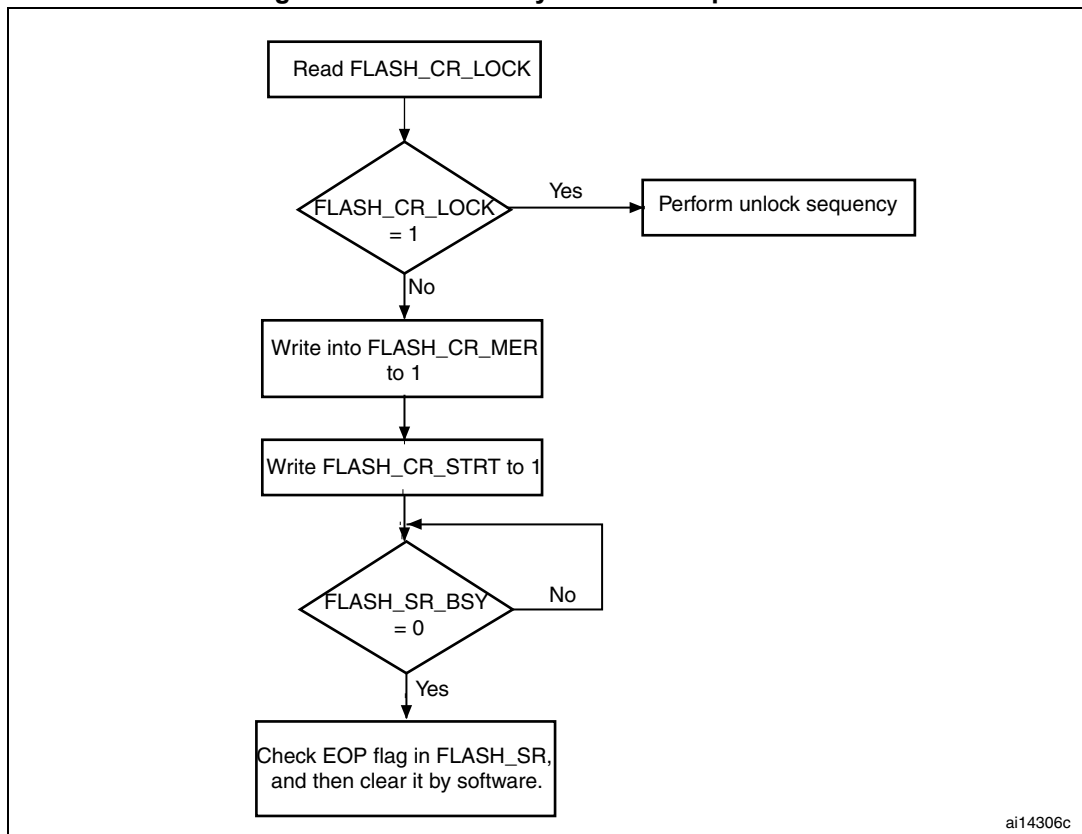 Read FLASH_CR_LOCK
FLASH_CR_LOCK
= 1
Yes
Perform unlock sequency
No
Write into FLASH_CR_MER
to 1
Write FLASH_CR_STRT to 1
FLASH_SR_BSY
= 0
No
Yes
Check EOP flag in FLASH_SR,
and then clear it by software.
ai14306c